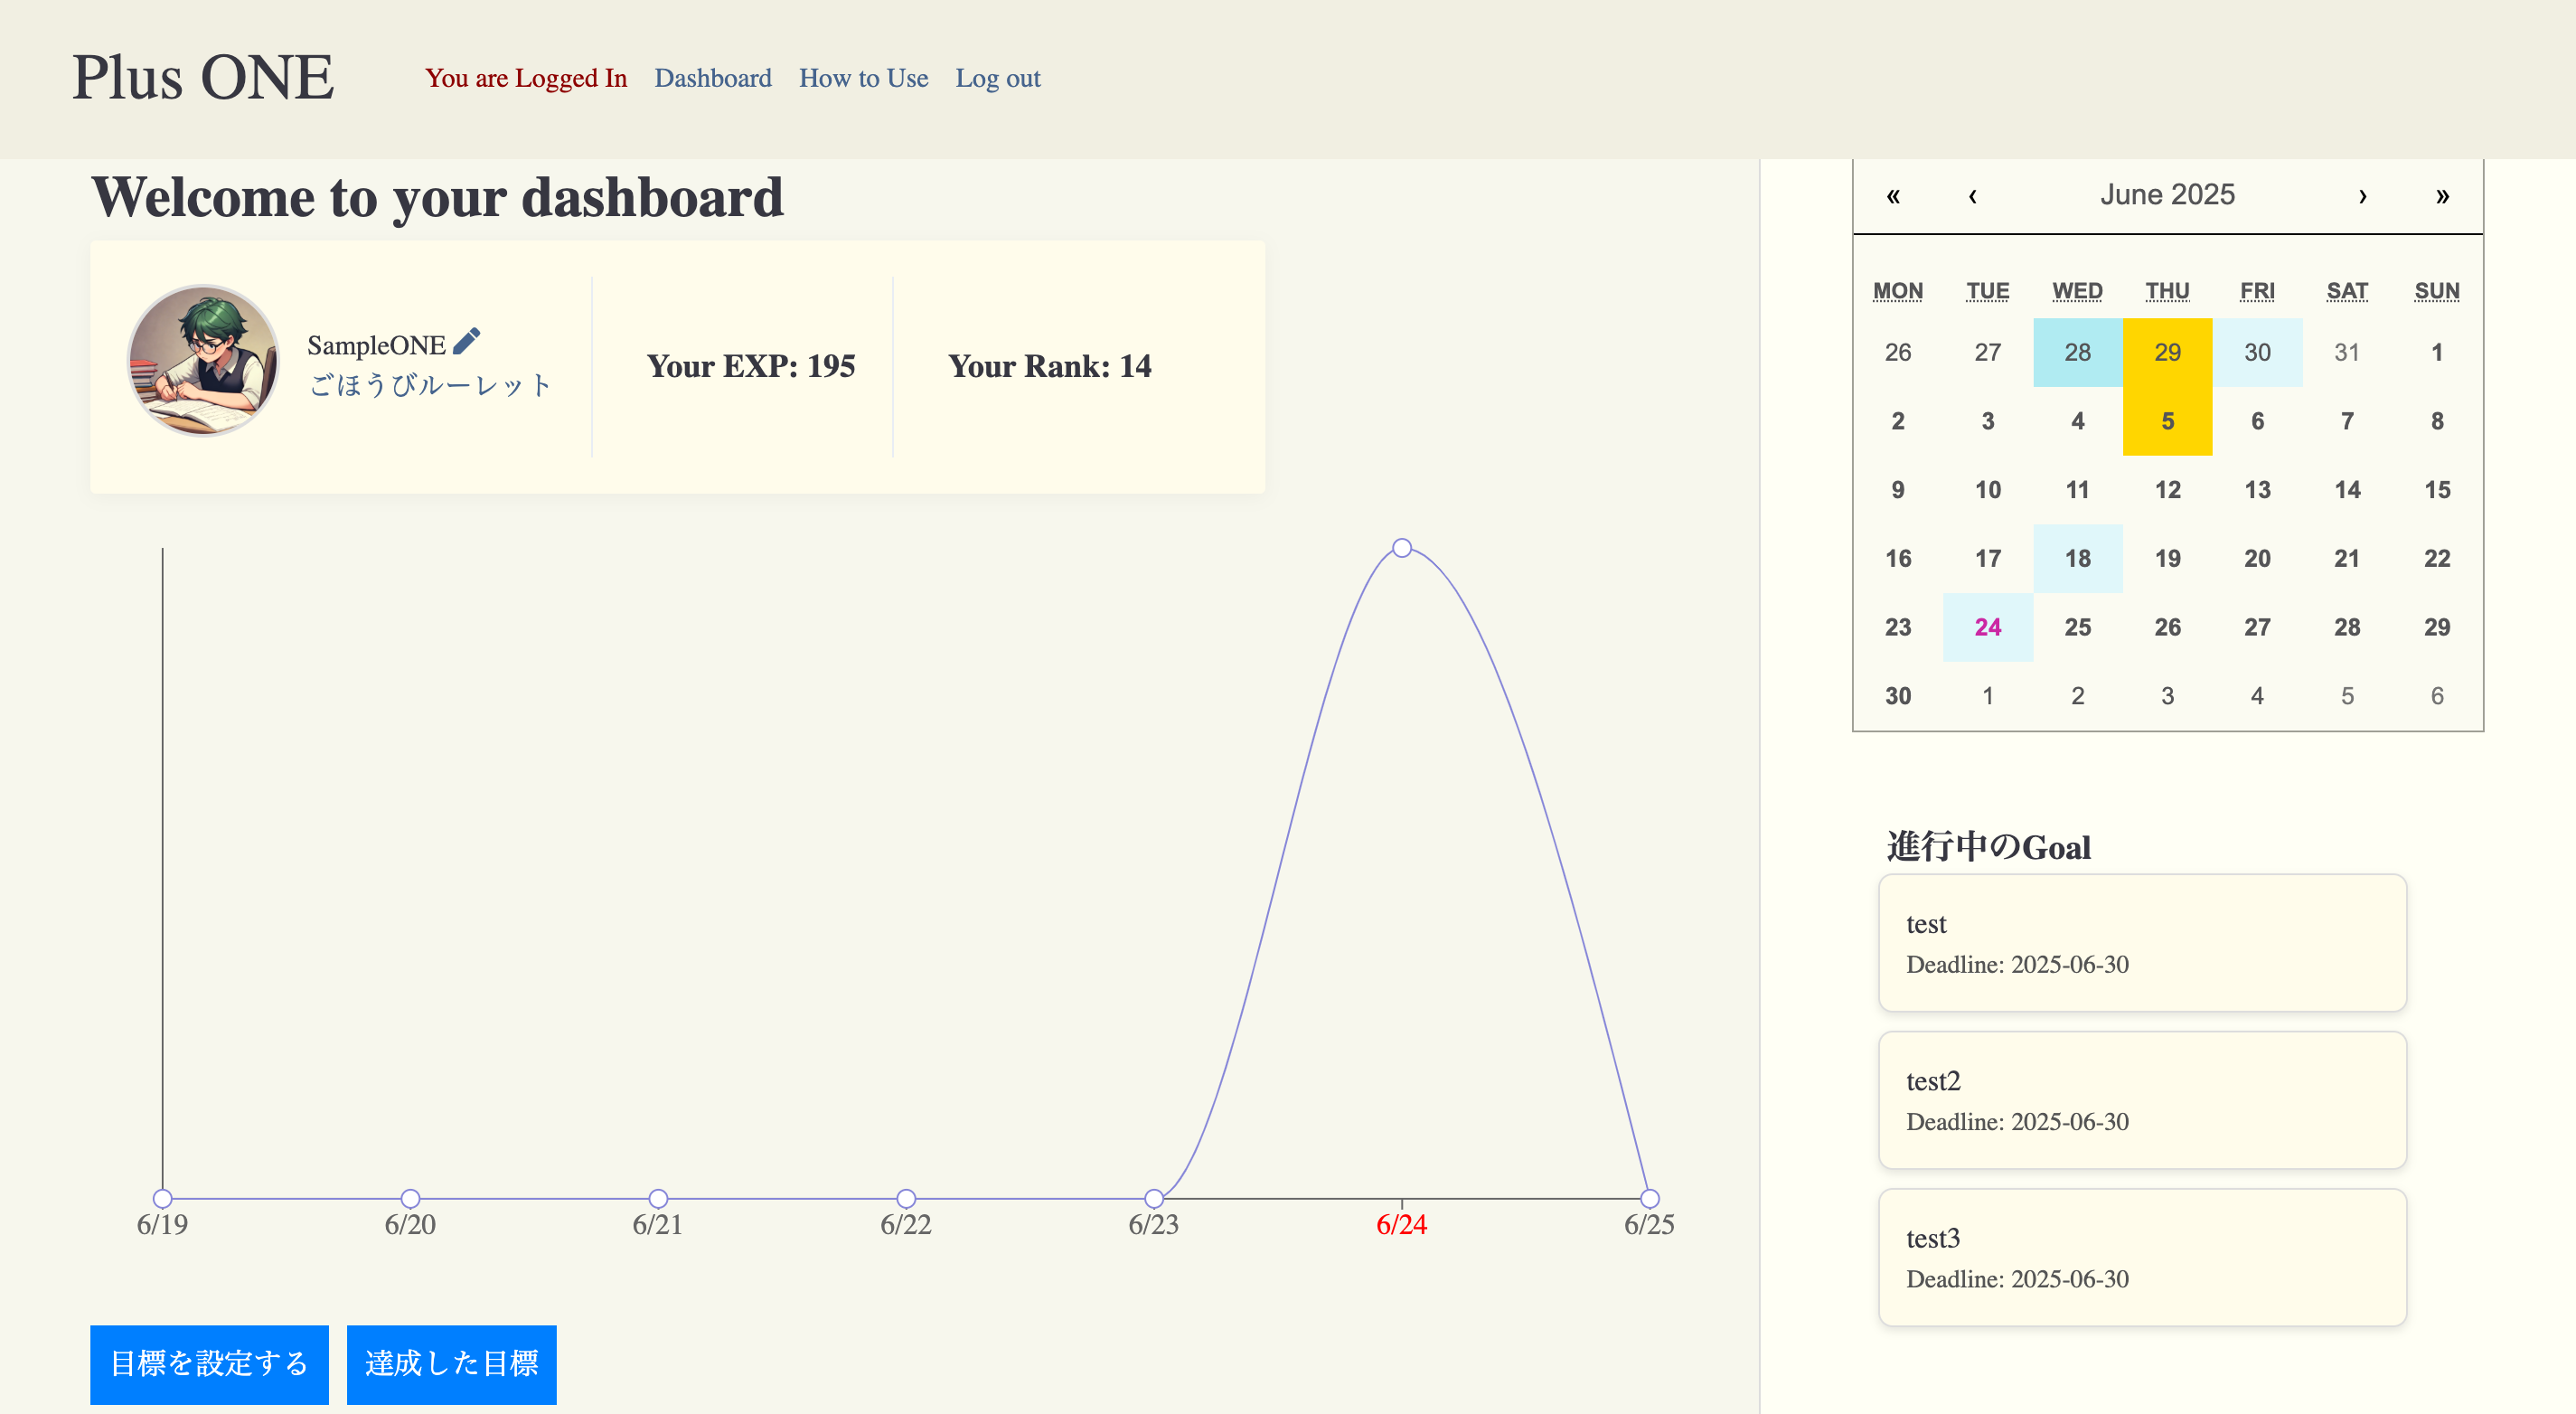 Plus ONE
You are Logged In Dashboard How to Use Log out
Welcome to your dashboard
SampleONE
ごほうびルーレット
Your EXP: 195
Your Rank: 14
6/19 6/20 6/21 6/22 6/23 6/24 6/25
目標を設定する 達成した目標
« ‹ June 2025 › »
MON TUE WED THU FRI SAT SUN
26 27 28 29 30 31 1
2 3 4 5 6 7 8
9 10 11 12 13 14 15
16 17 18 19 20 21 22
23 24 25 26 27 28 29
30 1 2 3 4 5 6
進行中のGoal
test
Deadline: 2025-06-30
test2
Deadline: 2025-06-30
test3
Deadline: 2025-06-30